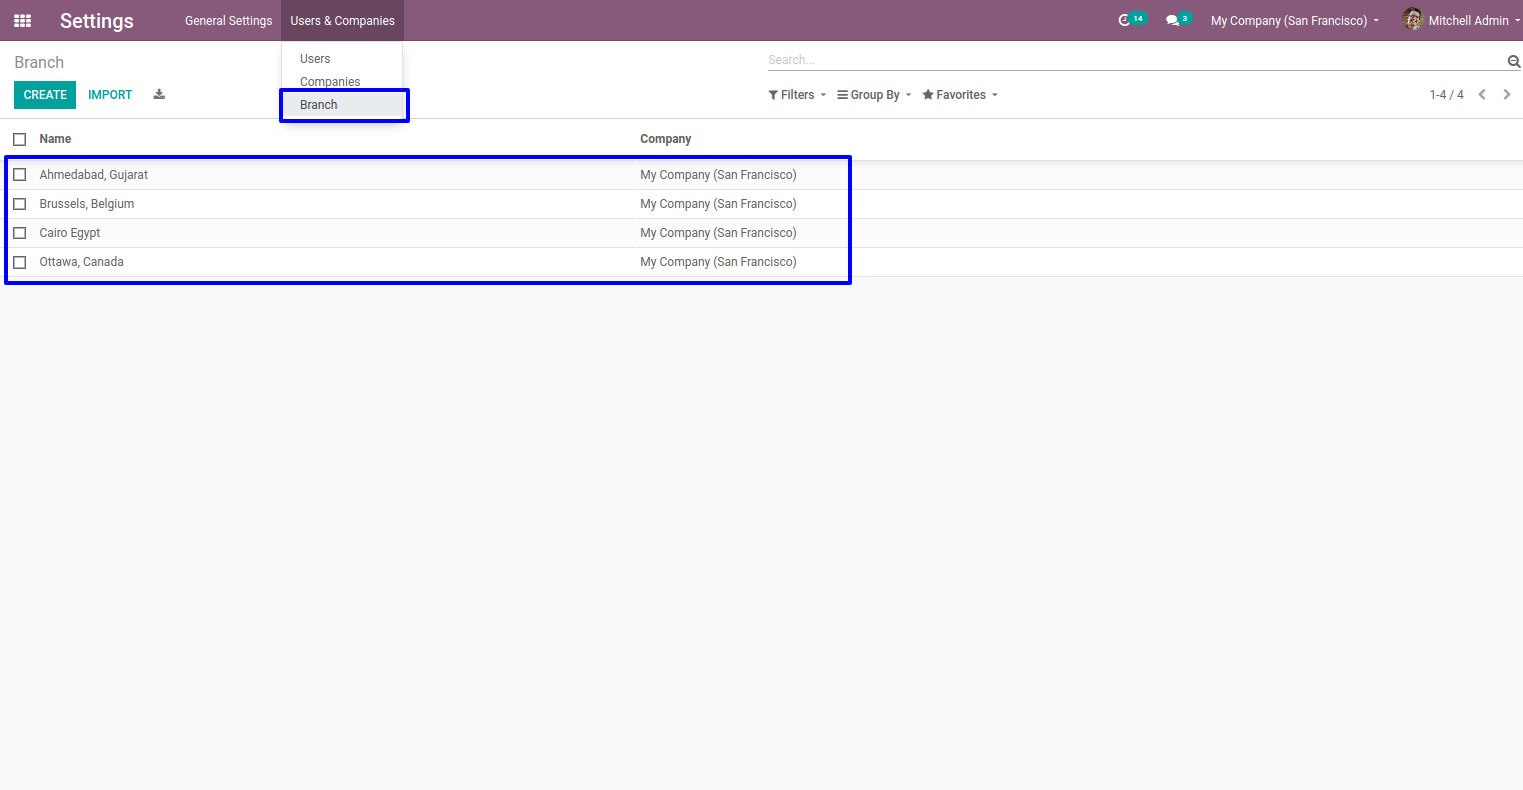 Settings General Settings Users & Companies 14 3 My Company (San Francisco) Mitchell Admin
Branch Users Search...
Companies
CREATE IMPORT Branch Filters Group By Favorites 1-4 / 4
Name Company
Ahmedabad, Gujarat My Company (San Francisco)
Brussels, Belgium My Company (San Francisco)
Cairo Egypt My Company (San Francisco)
Ottawa, Canada My Company (San Francisco)